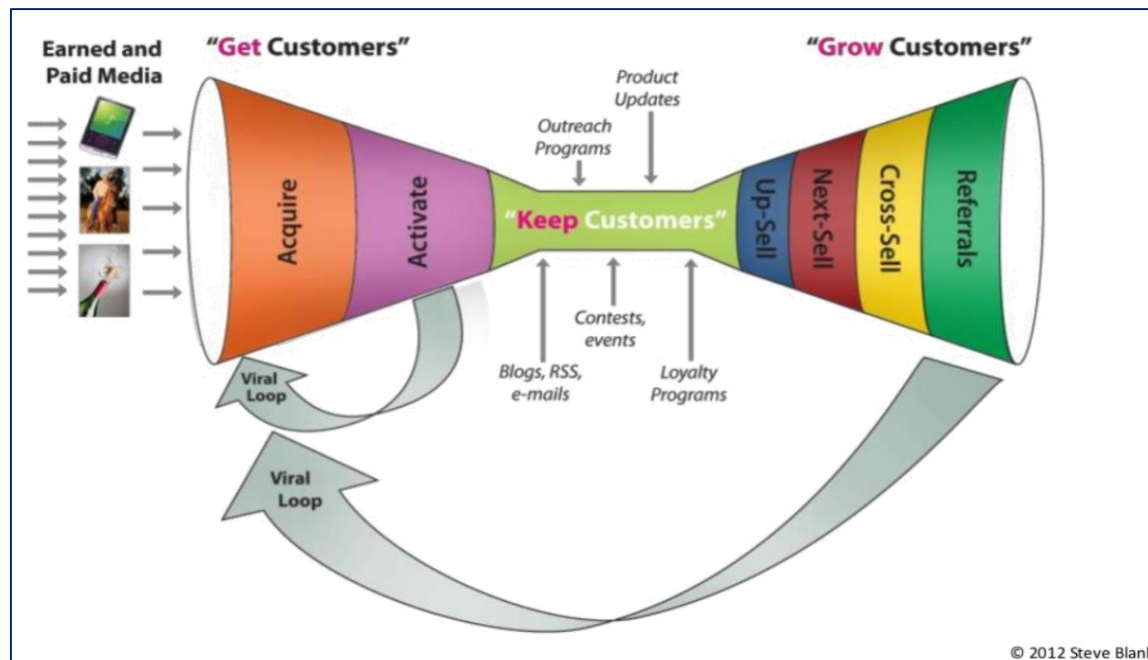 Earned and
Paid Media
"Get Customers"
"Grow Customers"
Product
Updates
Outreach
Programs
Acquire
Activate
"Keep Customers"
Up-Sell
Next-Sell
Cross-Sell
Referrals
Contests,
events
Blogs, RSS,
e-mails
Loyalty
Programs
Viral
Loop
Viral
Loop
© 2012 Steve Blank